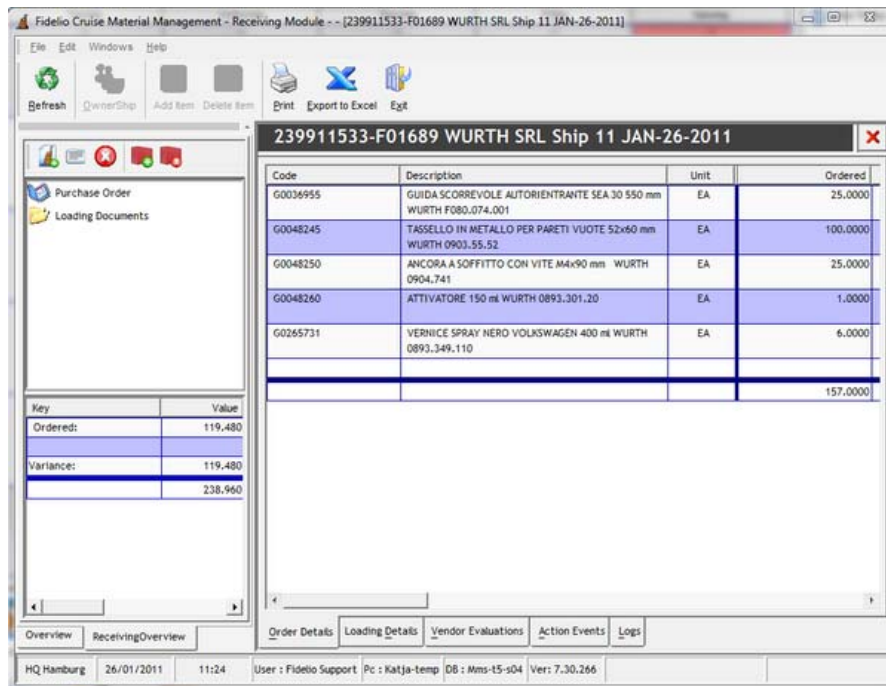 Fidelio Cruise Material Management - Receiving Module - - [239911533-F01689 WURTH SRL Ship 11 JAN-26-2011]
File Edit Windows Help
Refresh OwnerShip Add Item Delete Item Print Export to Excel Exit
239911533-F01689 WURTH SRL Ship 11 JAN-26-2011
Purchase Order
Loading Documents
Key Value
Ordered: 119.480
Variance: 119.480
238.960
Overview ReceivingOverview
Code Description Unit Ordered
G0036955 GUIDA SCORREVOLE AUTORIENTRANTE SEA 30 550 mm EA 25.0000
WURTH F080.074.001
G0048245 TASSELLO IN METALLO PER PARETI VUOTE 52x60 mm EA 100.0000
WURTH 0903.55.52
G0048250 ANCORA A SOFFITTO CON VITE M4x90 mm WURTH EA 25.0000
0904.741
G0048260 ATTIVATORE 150 ml WURTH 0893.301.20 EA 1.0000
G0265731 VERNICE SPRAY NERO VOLKSWAGEN 400 ml WURTH EA 6.0000
0893.349.110
157.0000
Order Details Loading Details Vendor Evaluations Action Events Logs
HQ Hamburg 26/01/2011 11:24 User : Fidelio Support Pc : Katja-temp DB : Mms-t5-s04 Ver: 7.30.266